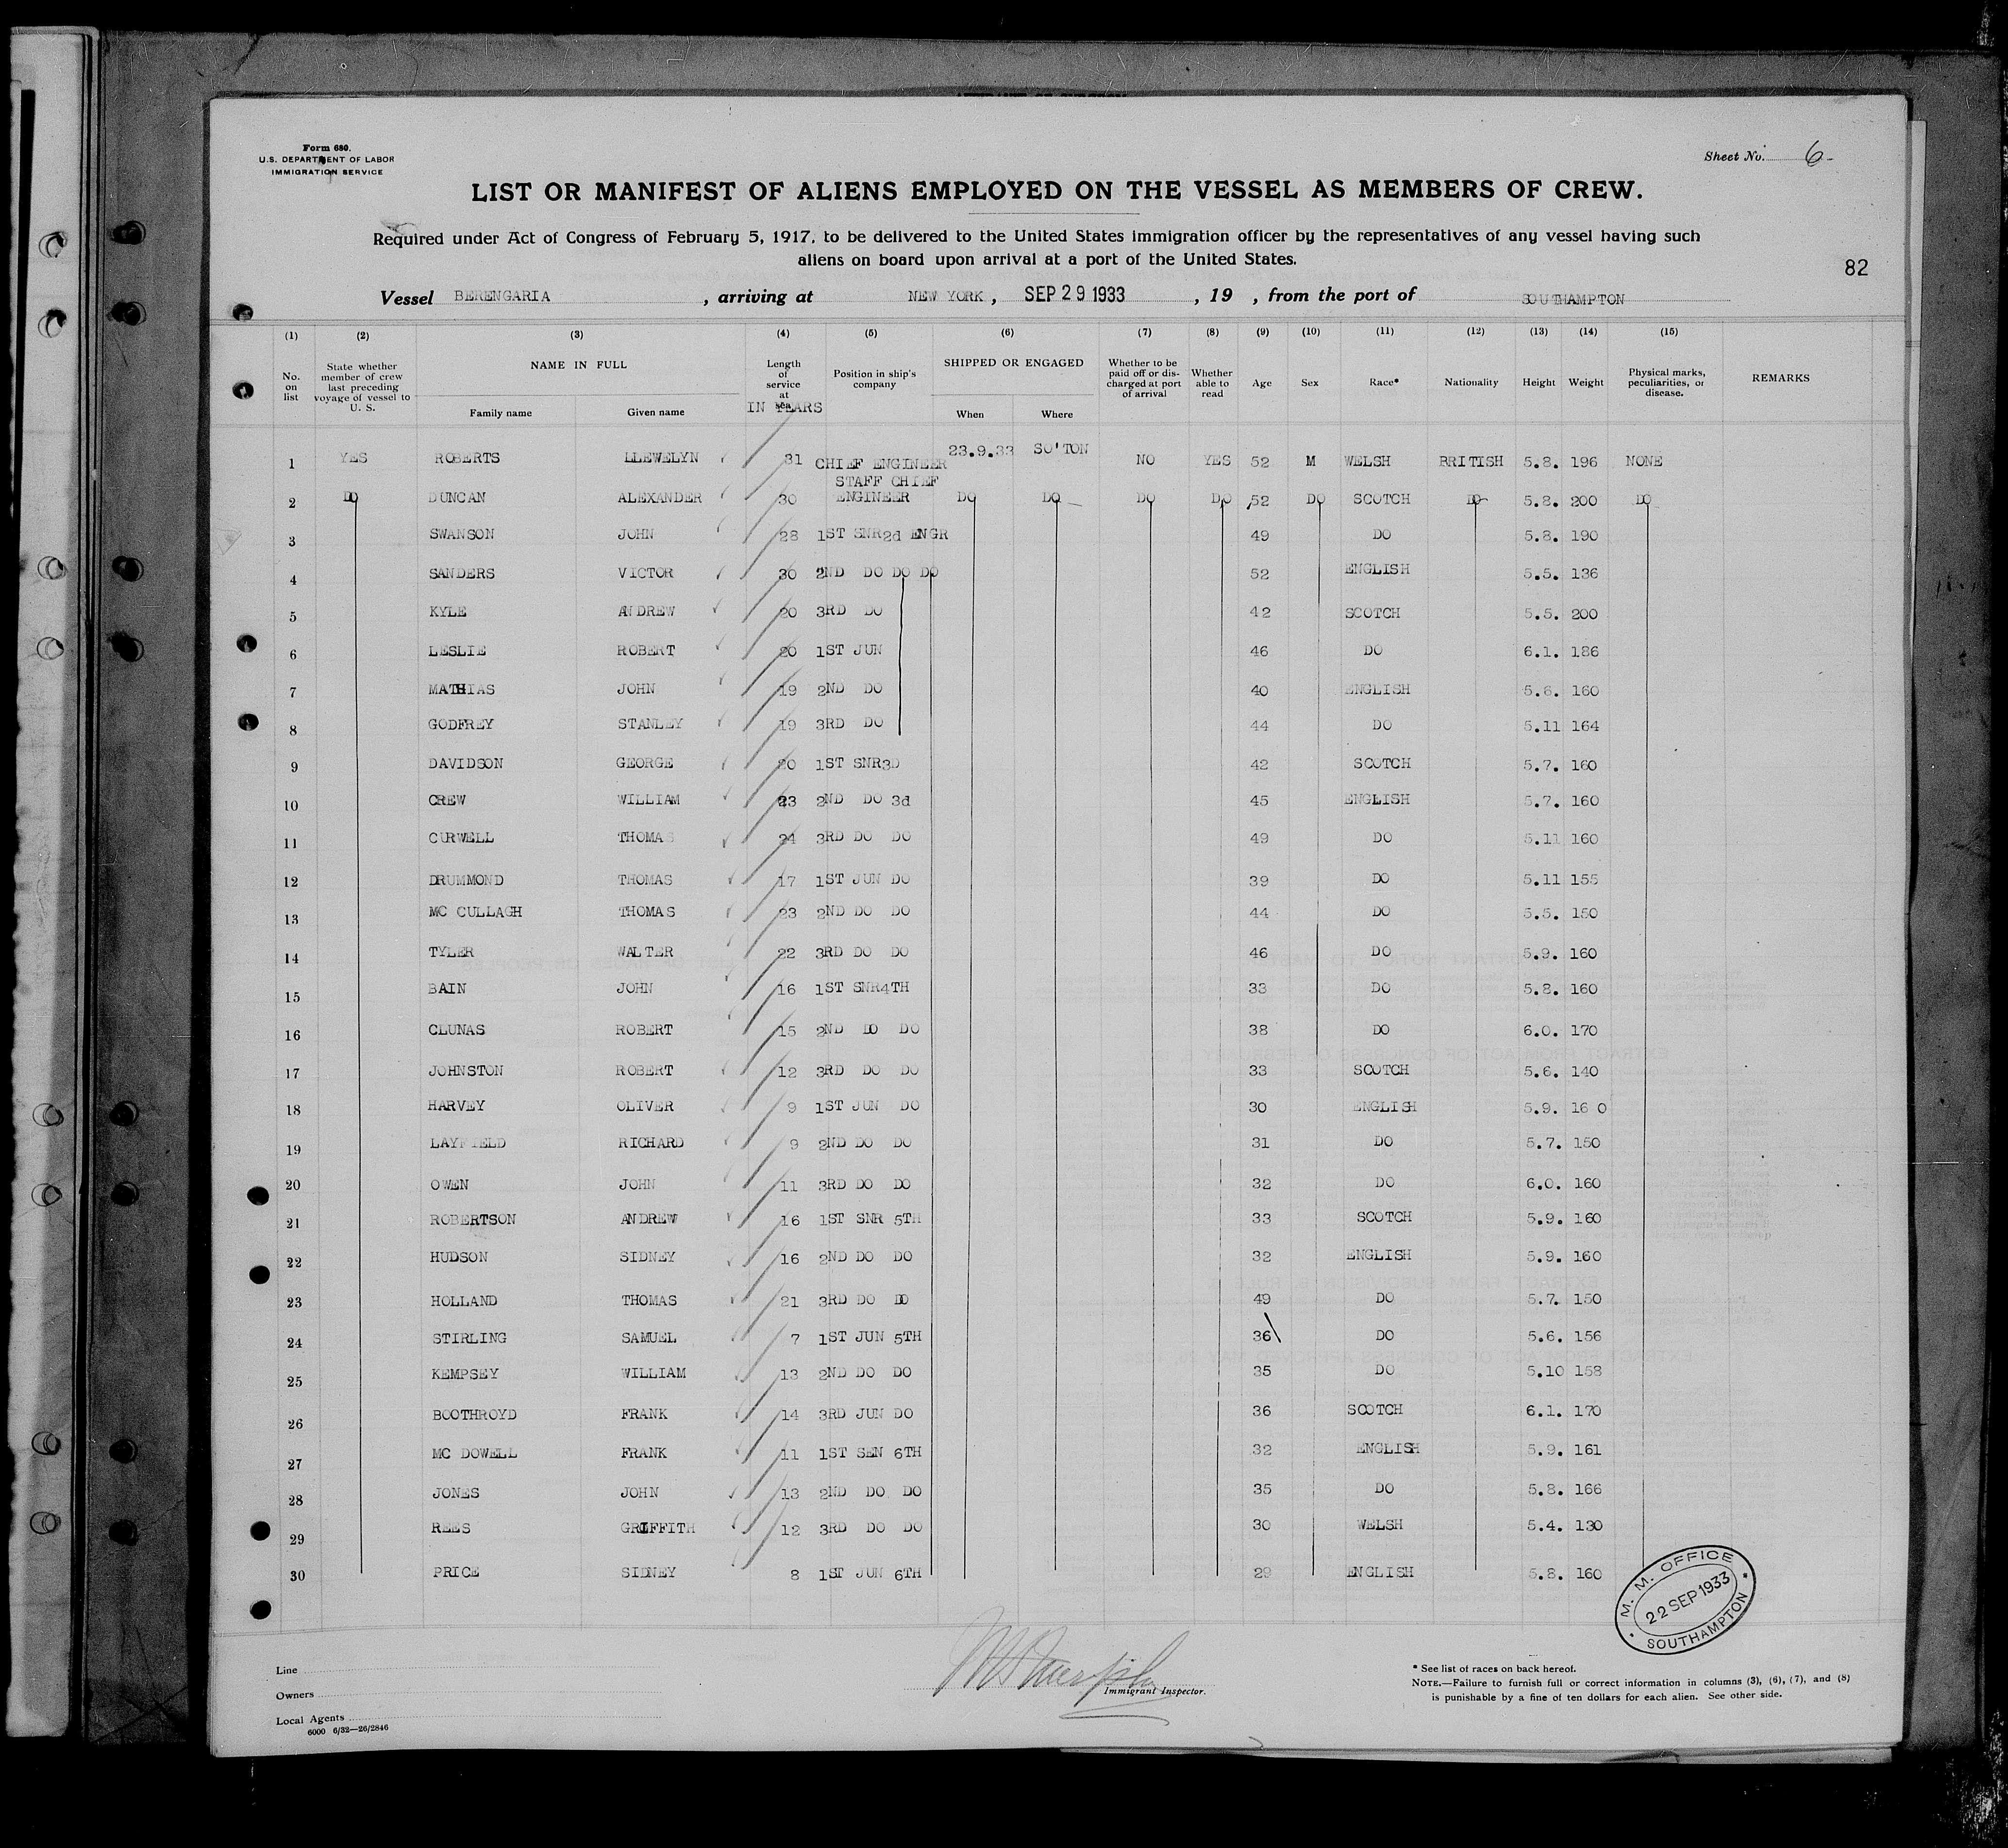 Form 680.
U.S. DEPARTMENT OF LABOR
IMMIGRATION SERVICE
Sheet No. 6
LIST OR MANIFEST OF ALIENS EMPLOYED ON THE VESSEL AS MEMBERS OF CREW.
Required under Act of Congress of February 5, 1917, to be delivered to the United States immigration officer by the representatives of any vessel having such
aliens on board upon arrival at a port of the United States.
82
Vessel BERENGARIA , arriving at NEW YORK , SEP 29 1933 , 19 , from the port of SOUTHAMPTON
(1) (2) (3) (4) (5) (6) (7) (8) (9) (10) (11) (12) (13) (14) (15)
No. on list State whether member of crew last preceding voyage of vessel to U. S. NAME IN FULL Family name Given name Length of service at sea IN YEARS Position in ship's company SHIPPED OR ENGAGED When Where Whether to be paid off or discharged at port of arrival Whether able to read Age Sex Race* Nationality Height Weight Physical marks, peculiarities, or disease. REMARKS
1 YES ROBERTS LLEWELYN 31 CHIEF ENGINEER 23.9.33 SO'TON NO YES 52 M WELSH BRITISH 5.8. 196 NONE
2 DO DUNCAN ALEXANDER 30 STAFF CHIEF ENGINEER DO DO DO DO 52 DO SCOTCH DO 5.8. 200 DO
3 SWANSON JOHN 28 1ST SNR2d ENGR 49 DO 5.8. 190
4 SANDERS VICTOR 30 2ND DO DO DO 52 ENGLISH 5.5. 136
5 KYLE ANDREW 20 3RD DO 42 SCOTCH 5.5. 200
6 LESLIE ROBERT 20 1ST JUN 46 DO 6.1. 186
7 MATHIAS JOHN 19 2ND DO 40 ENGLISH 5.6. 160
8 GODFREY STANLEY 19 3RD DO 44 DO 5.11 164
9 DAVIDSON GEORGE 20 1ST SNR3D 42 SCOTCH 5.7. 160
10 CREW WILLIAM 23 2ND DO 3d 45 ENGLISH 5.7. 160
11 CURWELL THOMAS 24 3RD DO DO 49 DO 5.11 160
12 DRUMMOND THOMAS 17 1ST JUN DO 39 DO 5.11 155
13 MC CULLAGH THOMAS 23 2ND DO DO 44 DO 5.5. 150
14 TYLER WALTER 22 3RD DO DO 46 DO 5.9. 160
15 BAIN JOHN 16 1ST SNR4TH 33 DO 5.8. 160
16 CLUNAS ROBERT 15 2ND DO DO 38 DO 6.0. 170
17 JOHNSTON ROBERT 12 3RD DO DO 33 SCOTCH 5.6. 140
18 HARVEY OLIVER 9 1ST JUN DO 30 ENGLISH 5.9. 160
19 LAYFIELD RICHARD 9 2ND DO DO 31 DO 5.7. 150
20 OWEN JOHN 11 3RD DO DO 32 DO 6.0. 160
21 ROBERTSON ANDREW 16 1ST SNR 5TH 33 SCOTCH 5.9. 160
22 HUDSON SIDNEY 16 2ND DO DO 32 ENGLISH 5.9. 160
23 HOLLAND THOMAS 21 3RD DO DO 49 DO 5.7. 150
24 STIRLING SAMUEL 7 1ST JUN 5TH 36 DO 5.6. 156
25 KEMPSEY WILLIAM 13 2ND DO DO 35 DO 5.10 158
26 BOOTHROYD FRANK 14 3RD JUN DO 36 SCOTCH 6.1. 170
27 MC DOWELL FRANK 11 1ST SEN 6TH 32 ENGLISH 5.9. 161
28 JONES JOHN 13 2ND DO DO 35 DO 5.8. 166
29 REES GRIFFITH 12 3RD DO DO 30 WELSH 5.4. 130
30 PRICE SIDNEY 8 1ST JUN 6TH 29 ENGLISH 5.8. 160
M. M. OFFICE
22 SEP 1933
SOUTHAMPTON
Line
Owners
Local Agents
6000 6/32—26/2846
Immigrant Inspector.
* See list of races on back hereof.
NOTE.—Failure to furnish full or correct information in columns (3), (6), (7), and (8)
is punishable by a fine of ten dollars for each alien. See other side.